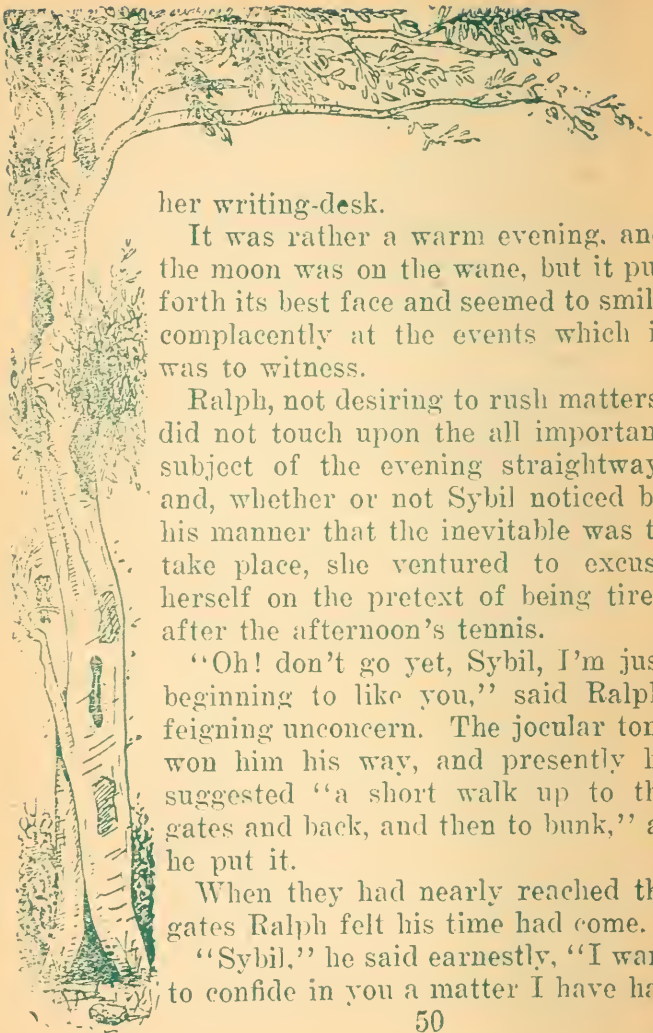 her writing-desk.
It was rather a warm evening, and
the moon was on the wane, but it pu
forth its best face and seemed to smil
complacently at the events which i
was to witness.
Ralph, not desiring to rush matters
did not touch upon the all importan
subject of the evening straightway
and, whether or not Sybil noticed b
his manner that the inevitable was t
take place, she ventured to excus
herself on the pretext of being tire
after the afternoon's tennis.
"Oh! don't go yet, Sybil, I'm jus
beginning to like you," said Ralph
feigning unconcern. The jocular ton
won him his way, and presently h
suggested "a short walk up to th
gates and back, and then to bunk," a
he put it.
When they had nearly reached th
gates Ralph felt his time had come.
"Sybil," he said earnestly, "I wan
to confide in you a matter I have ha
50